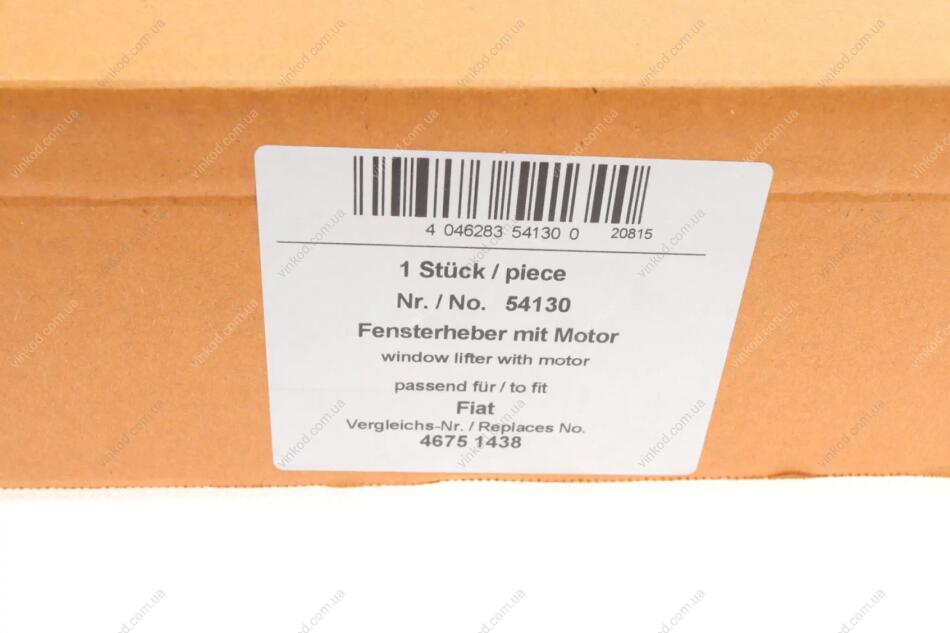 4 046283 54130 0 20815
1 Stück / piece
Nr. / No. 54130
Fensterheber mit Motor
window lifter with motor
passend für / to fit
Fiat
Vergleichs-Nr. / Replaces No.
4675 1438
vinkod.com.ua